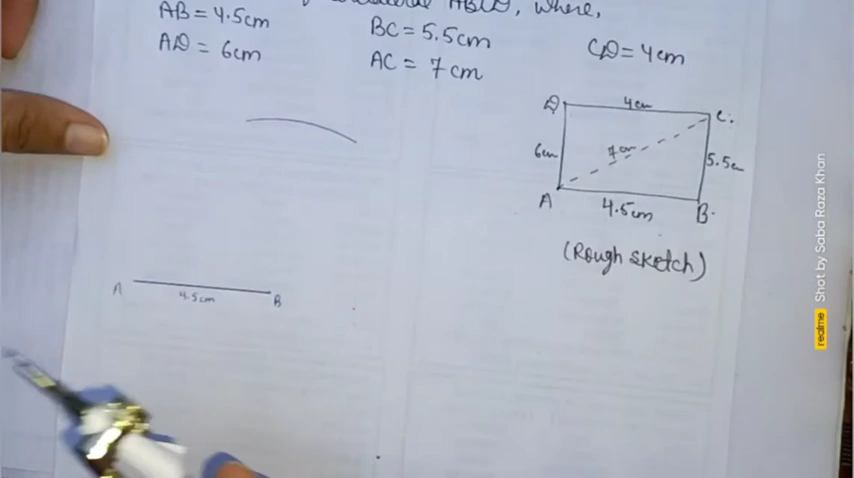 ABCD, where,
AB = 4.5cm BC = 5.5cm CD = 4cm
AD = 6cm AC = 7cm
D 4cm C.
6cm 7cm 5.5c
A 4.5cm B.
(Rough sketch)
A 4.5cm B
realme Shot by Saba Raza Khan